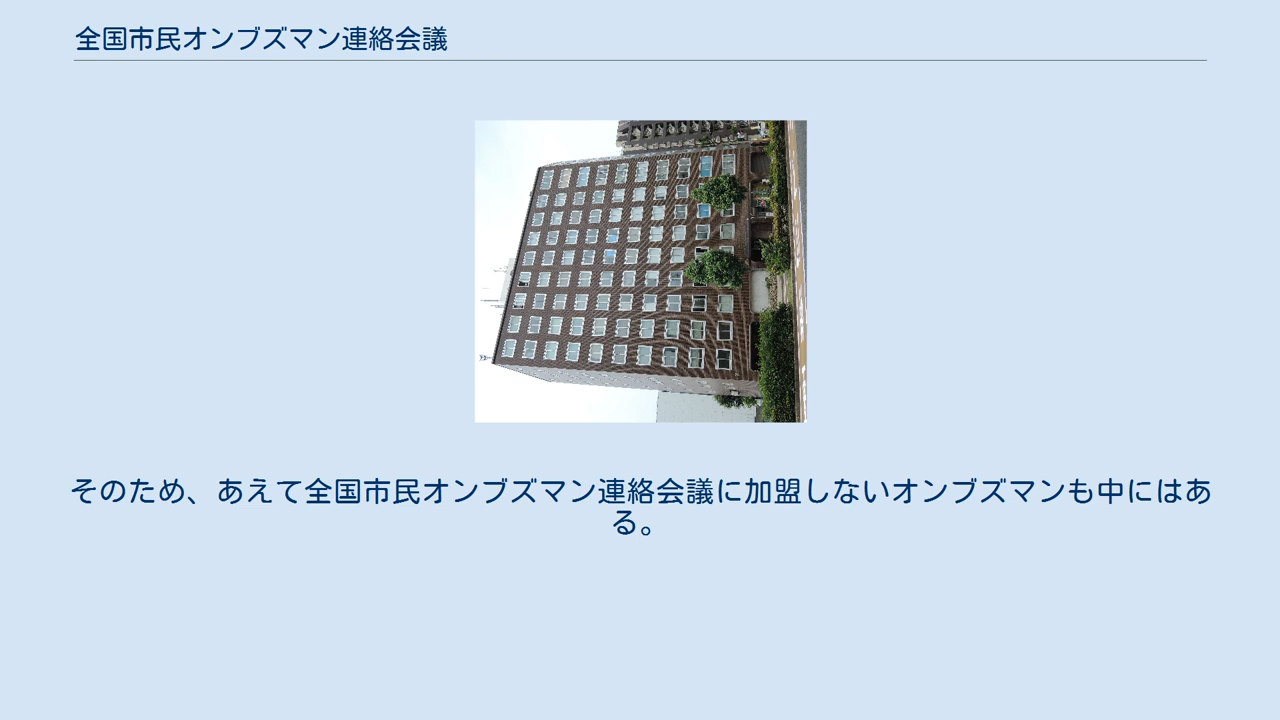 全国市民オンブズマン連絡会議
そのため、あえて全国市民オンブズマン連絡会議に加盟しないオンブズマンも中にはあ
る。